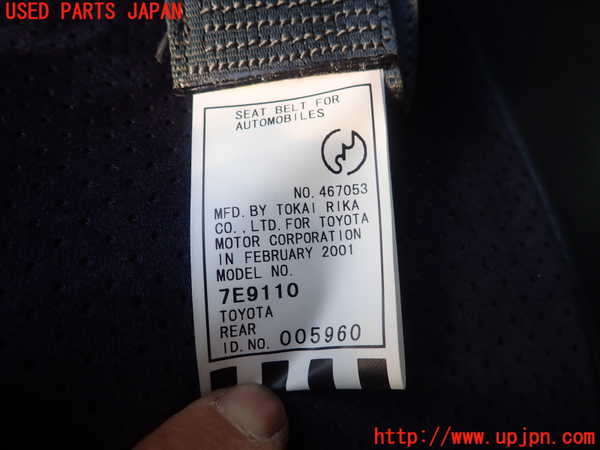 USED PARTS JAPAN
SEAT BELT FOR
AUTOMOBILES
NO. 467053
MFD. BY TOKAI RIKA
CO., LTD. FOR TOYOTA
MOTOR CORPORATION
IN FEBRUARY 2001
MODEL NO.
7E9110
TOYOTA
REAR
ID. NO. 005960
http://www.upjpn.com/